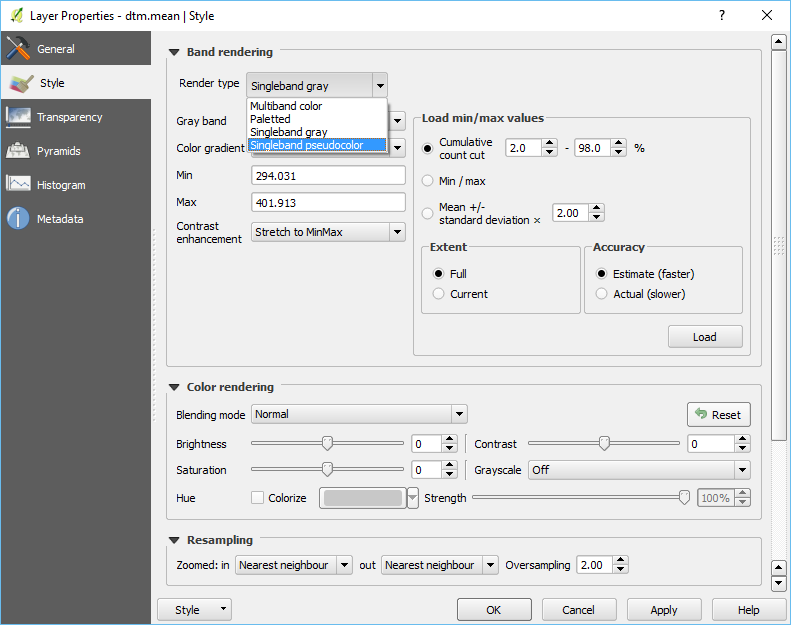 Layer Properties - dtm.mean | Style
?
General
Style
Transparency
Pyramids
Histogram
Metadata
Band rendering
Render type Singleband gray
Multiband color
Paletted
Singleband gray
Singleband pseudocolor
Gray band
Color gradient
Min 294.031
Max 401.913
Contrast
enhancement
Stretch to MinMax
Load min/max values
Cumulative
count cut
2.0 - 98.0 %
Min / max
Mean +/-
standard deviation ×
2.00
Extent
Full
Current
Accuracy
Estimate (faster)
Actual (slower)
Load
Color rendering
Blending mode Normal
Reset
Brightness 0 Contrast 0
Saturation 0 Grayscale Off
Hue Colorize Strength 100%
Resampling
Zoomed: in Nearest neighbour out Nearest neighbour Oversampling 2.00
Style OK Cancel Apply Help